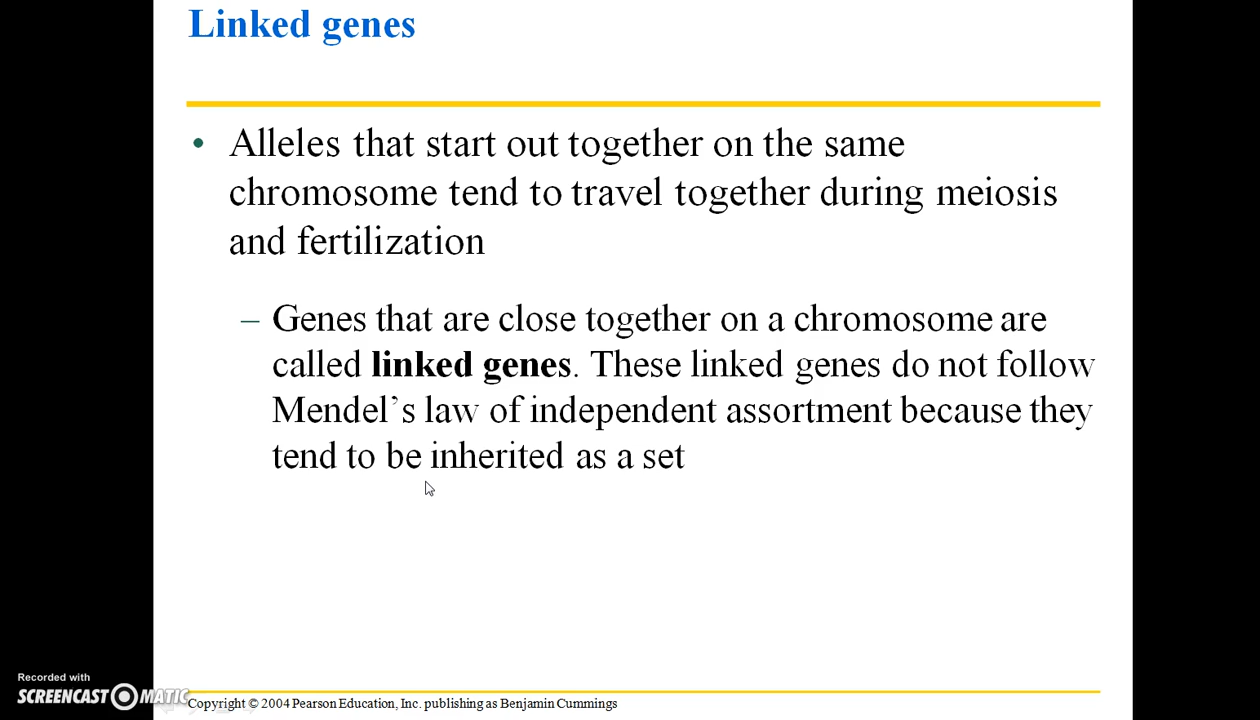 Linked genes
• Alleles that start out together on the same
chromosome tend to travel together during meiosis
and fertilization
– Genes that are close together on a chromosome are
called linked genes. These linked genes do not follow
Mendel’s law of independent assortment because they
tend to be inherited as a set
Recorded with
SCREENCAST MATIC
Copyright © 2004 Pearson Education, Inc. publishing as Benjamin Cummings